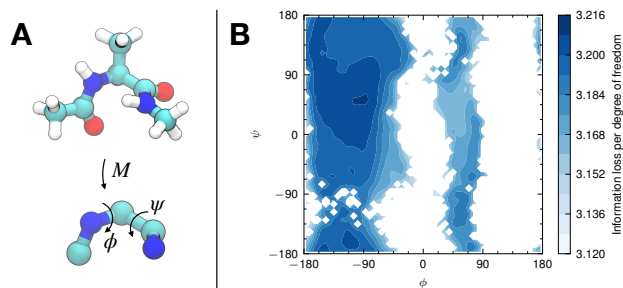 A
M
ϕ
ψ
B
180
90
0
−90
−180
ψ
−180
−90
0
90
180
ϕ
3.216
3.200
3.184
3.168
3.152
3.136
3.120
Information loss per degree of freedom